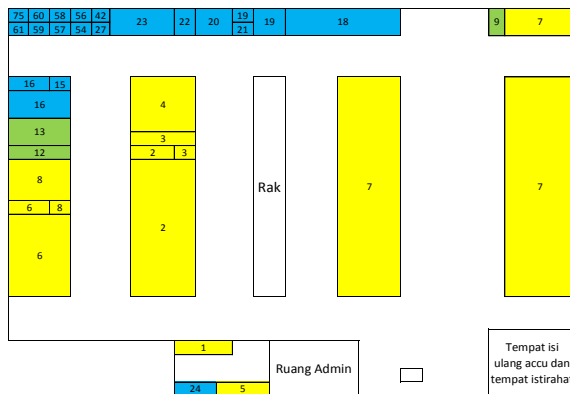 75 60 58 56 42 23 22 20 19 19 18 9 7
61 59 57 54 27 21
16 15
16
13
12
8
6 8
6
4
3
2 3
2
Rak
7
7
1
24 5
Ruang Admin
Tempat isi
ulang accu dan
tempat istirahat